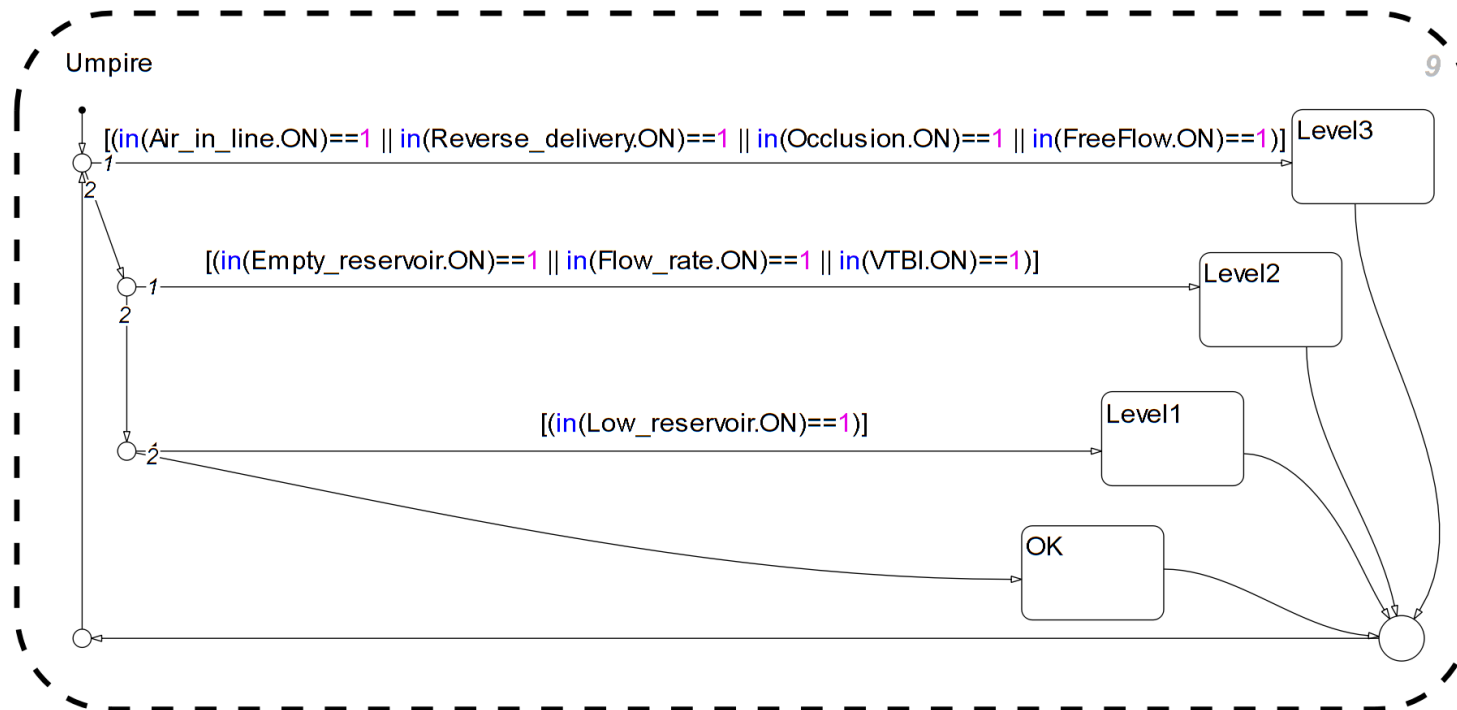 Umpire
9
[(in(Air_in_line.ON)==1 || in(Reverse_delivery.ON)==1 || in(Occlusion.ON)==1 || in(FreeFlow.ON)==1)]
Level3
1
2
[(in(Empty_reservoir.ON)==1 || in(Flow_rate.ON)==1 || in(VTBI.ON)==1)]
Level2
1
2
[(in(Low_reservoir.ON)==1)]
Level1
2
OK